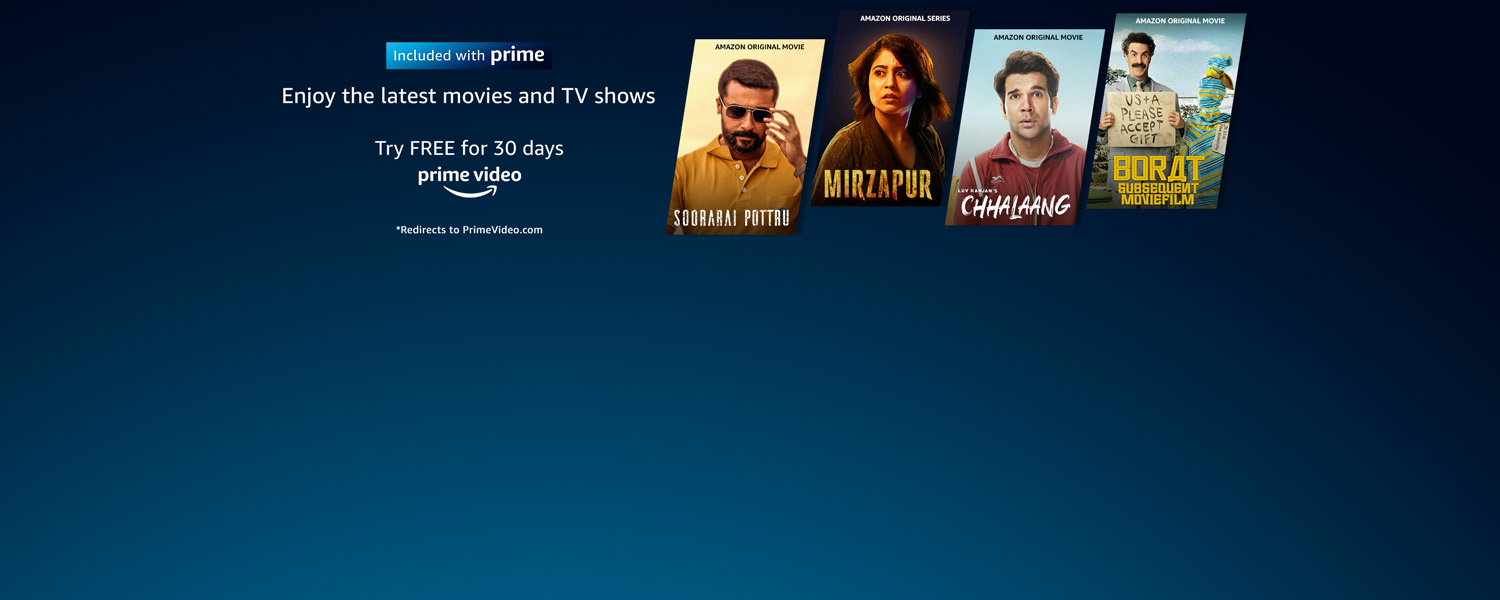 Included with prime
Enjoy the latest movies and TV shows
Try FREE for 30 days
prime video
*Redirects to PrimeVideo.com
AMAZON ORIGINAL MOVIE
SOORARAI POTTRU
AMAZON ORIGINAL SERIES
MIRZAPUR
AMAZON ORIGINAL MOVIE
LUV RANJAN'S
CHHALAANG
AMAZON ORIGINAL MOVIE
US+A
PLEASE
ACCEPT
GIFT
BORAT
SUBSEQUENT
MOVIEFILM